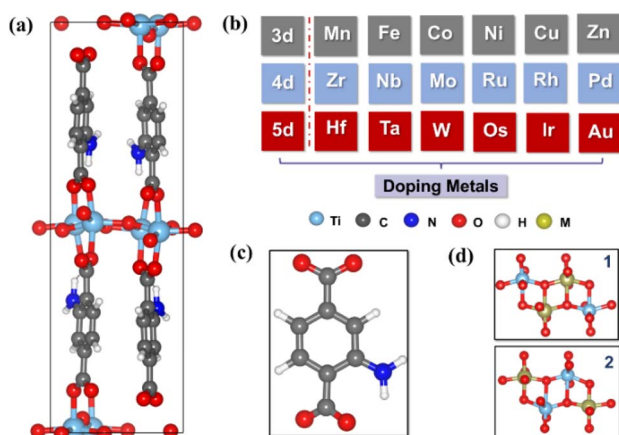 (a)
(b)
3d Mn Fe Co Ni Cu Zn
4d Zr Nb Mo Ru Rh Pd
5d Hf Ta W Os Ir Au
Doping Metals
Ti C N O H M
(c)
(d)
1
2